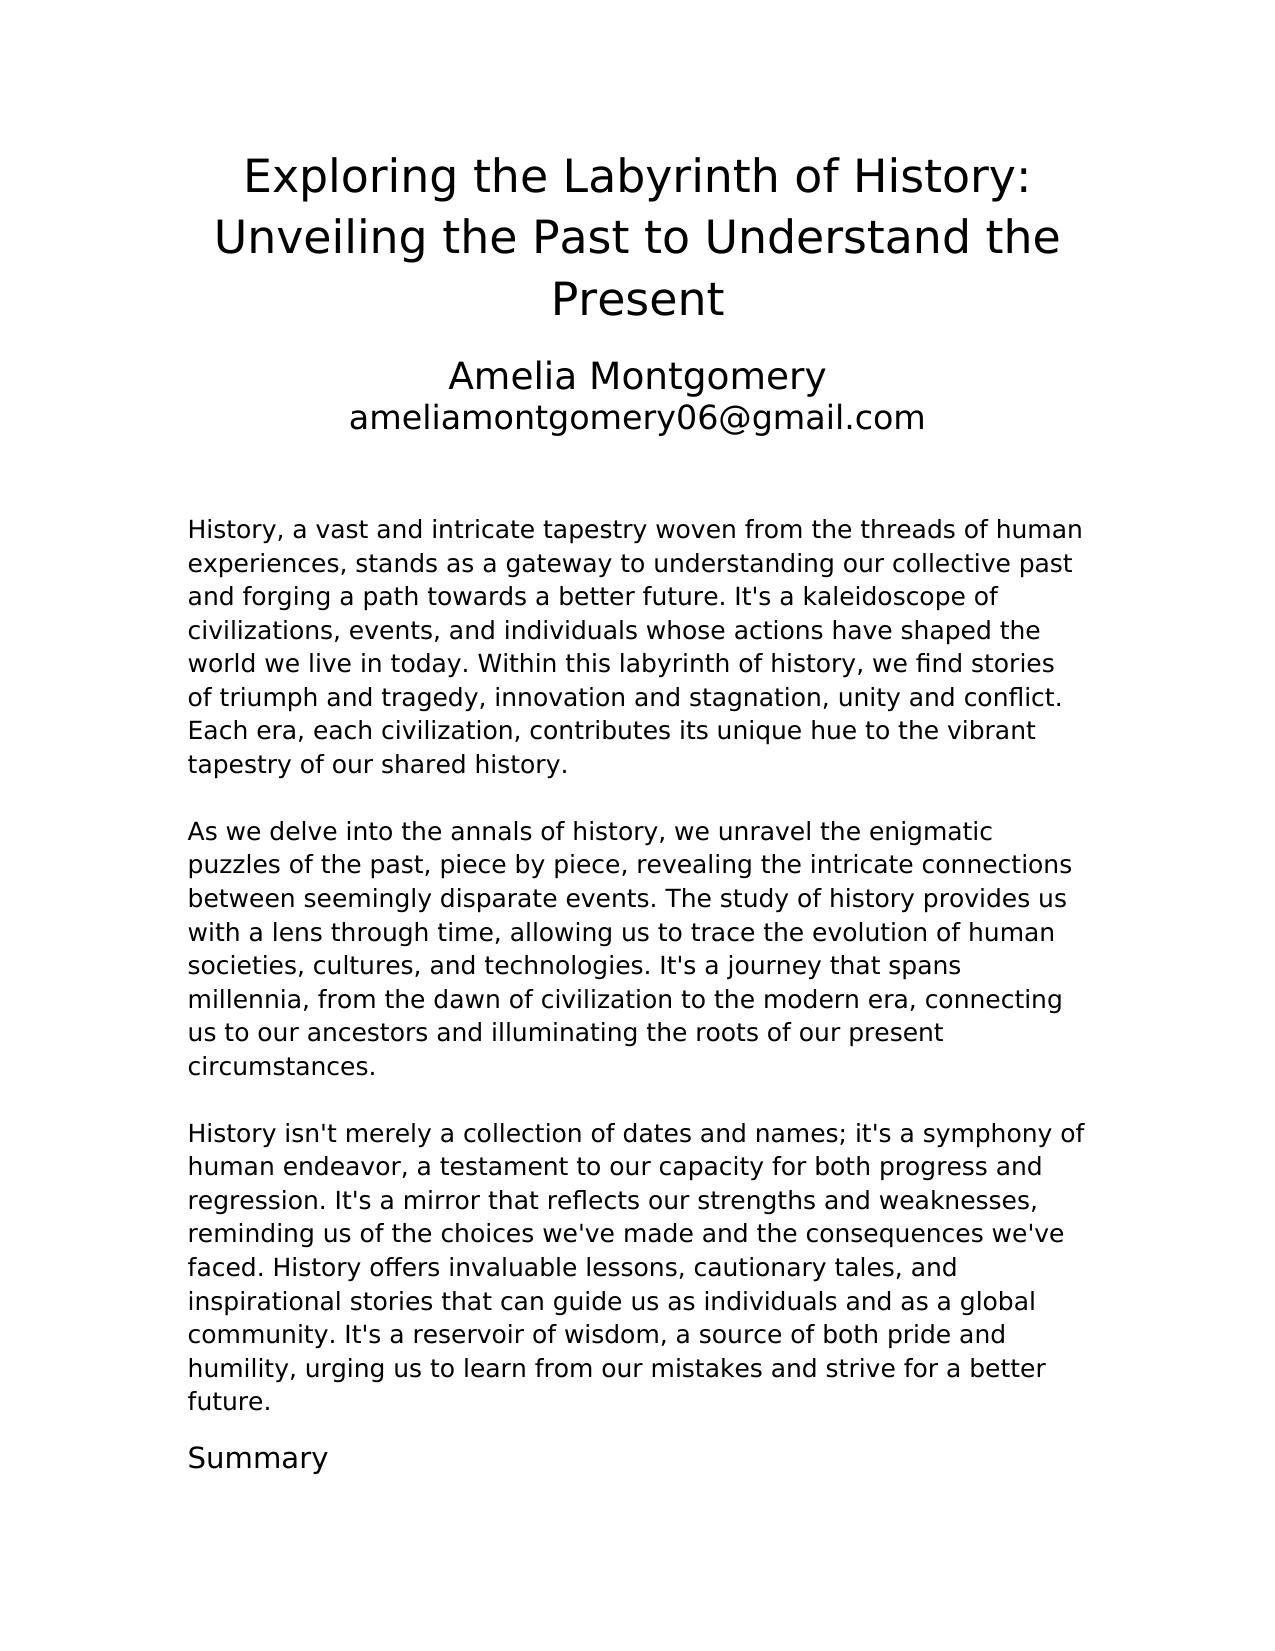 Exploring the Labyrinth of History:
Unveiling the Past to Understand the
Present
Amelia Montgomery
ameliamontgomery06@gmail.com
History, a vast and intricate tapestry woven from the threads of human
experiences, stands as a gateway to understanding our collective past
and forging a path towards a better future. It's a kaleidoscope of
civilizations, events, and individuals whose actions have shaped the
world we live in today. Within this labyrinth of history, we find stories
of triumph and tragedy, innovation and stagnation, unity and conflict.
Each era, each civilization, contributes its unique hue to the vibrant
tapestry of our shared history.
As we delve into the annals of history, we unravel the enigmatic
puzzles of the past, piece by piece, revealing the intricate connections
between seemingly disparate events. The study of history provides us
with a lens through time, allowing us to trace the evolution of human
societies, cultures, and technologies. It's a journey that spans
millennia, from the dawn of civilization to the modern era, connecting
us to our ancestors and illuminating the roots of our present
circumstances.
History isn't merely a collection of dates and names; it's a symphony of
human endeavor, a testament to our capacity for both progress and
regression. It's a mirror that reflects our strengths and weaknesses,
reminding us of the choices we've made and the consequences we've
faced. History offers invaluable lessons, cautionary tales, and
inspirational stories that can guide us as individuals and as a global
community. It's a reservoir of wisdom, a source of both pride and
humility, urging us to learn from our mistakes and strive for a better
future.
Summary